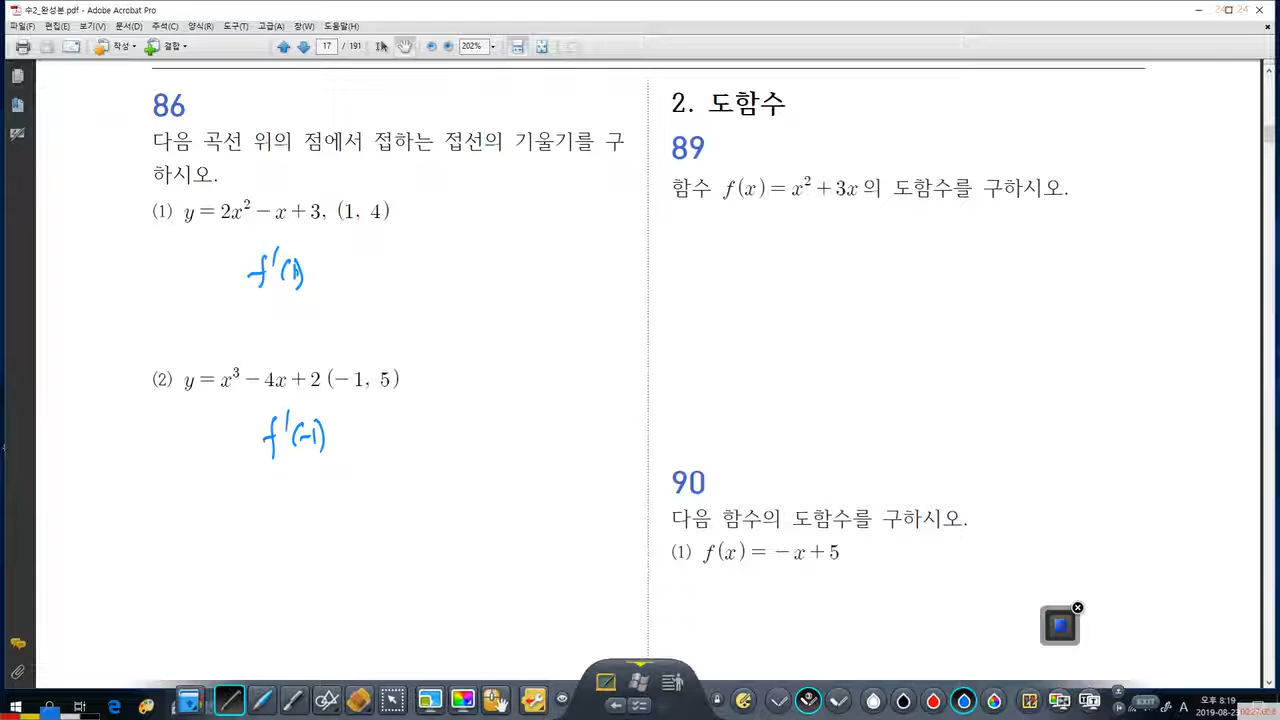 수2_완성본.pdf - Adobe Acrobat Pro
파일(F) 편집(E) 보기(V) 문서(D) 주석(C) 양식(R) 도구(T) 고급(A) 창(W) 도움말(H)
작성 결합 17 / 191 202%
86
다음 곡선 위의 점에서 접하는 접선의 기울기를 구
하시오.
(1) y = 2x² − x + 3, (1, 4)
f'(1)
(2) y = x³ − 4x + 2 (− 1, 5)
f'(-1)
2. 도함수
89
함수 f(x) = x² + 3x 의 도함수를 구하시오.
90
다음 함수의 도함수를 구하시오.
(1) f(x) = − x + 5
EXIT
A
오후 8:19